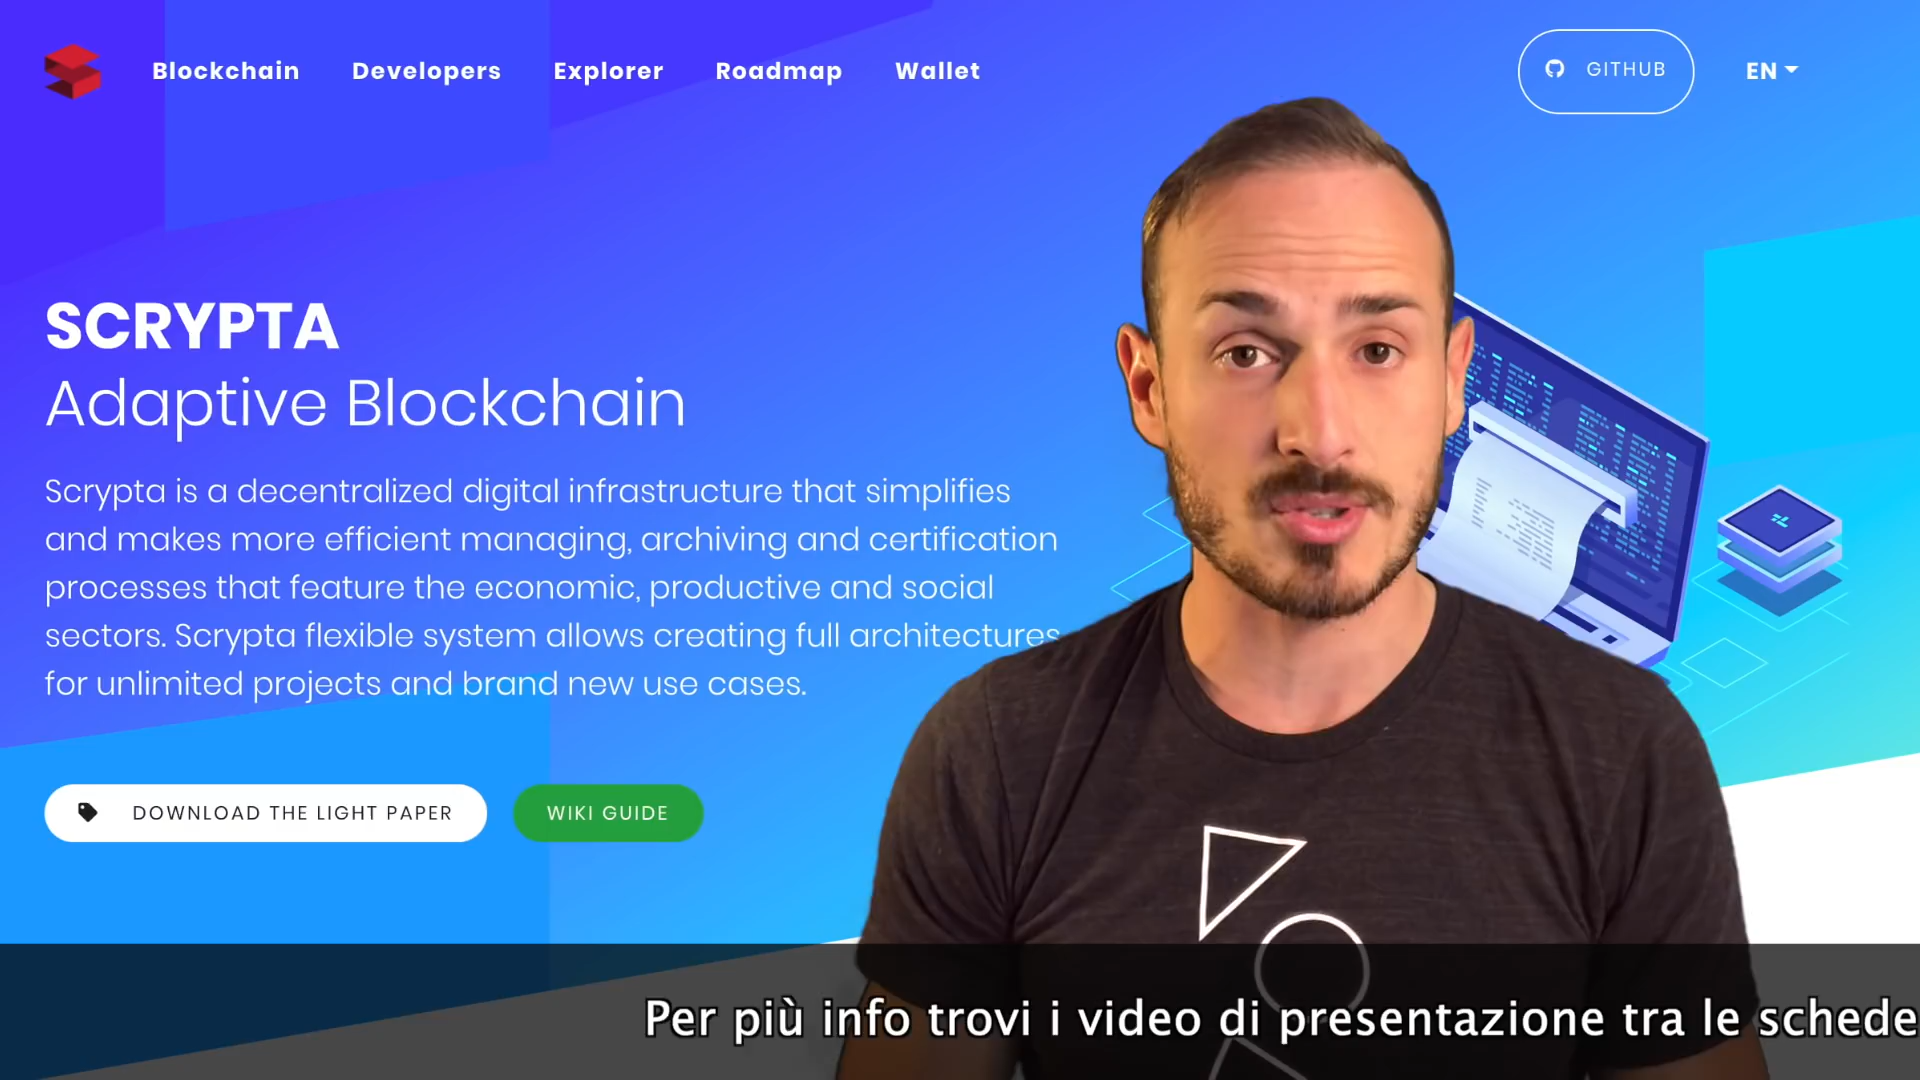 Blockchain
Developers
Explorer
Roadmap
Wallet
GITHUB
EN
SCRYPTA
Adaptive Blockchain
Scrypta is a decentralized digital infrastructure that simplifies
and makes more efficient managing, archiving and certification
processes that feature the economic, productive and social
sectors. Scrypta flexible system allows creating full architectures
for unlimited projects and brand new use cases.
DOWNLOAD THE LIGHT PAPER
WIKI GUIDE
Per più info trovi i video di presentazione tra le schede